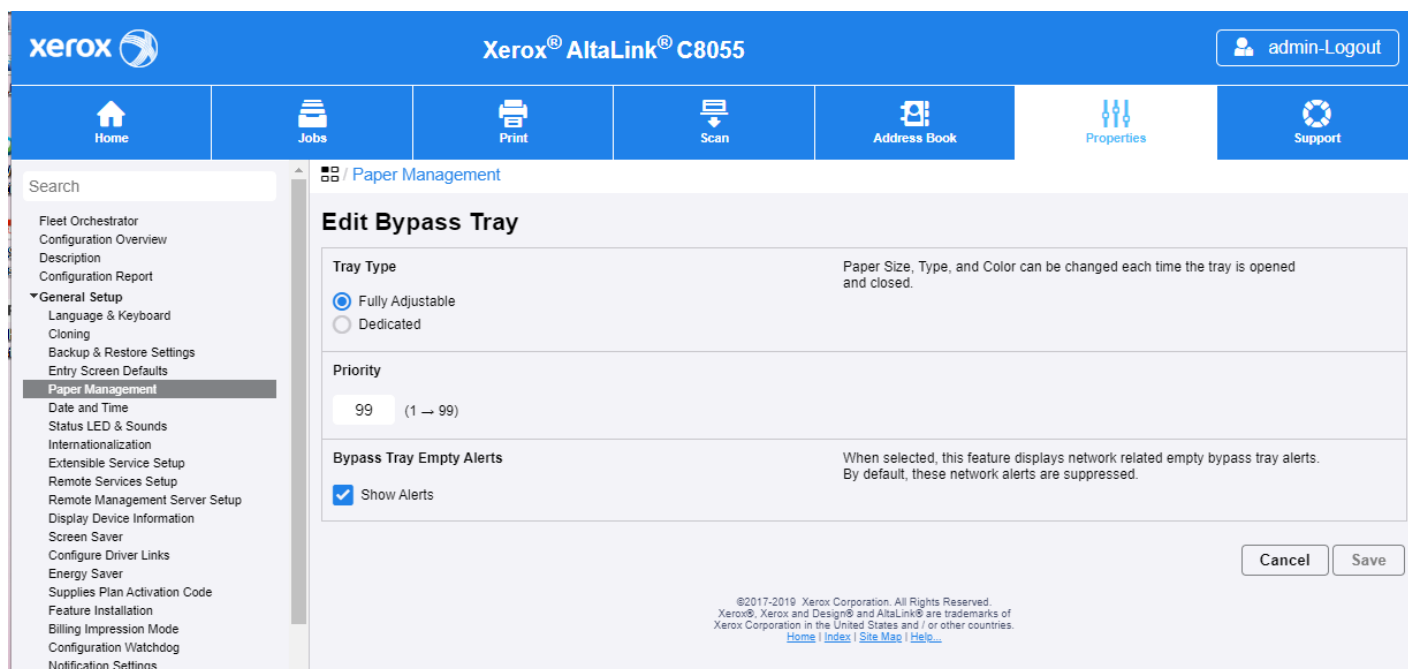 xerox
Xerox® AltaLink® C8055
admin-Logout
Home
Jobs
Print
Scan
Address Book
Properties
Support
Search
Fleet Orchestrator
Configuration Overview
Description
Configuration Report
General Setup
Language & Keyboard
Cloning
Backup & Restore Settings
Entry Screen Defaults
Paper Management
Date and Time
Status LED & Sounds
Internationalization
Extensible Service Setup
Remote Services Setup
Remote Management Server Setup
Display Device Information
Screen Saver
Configure Driver Links
Energy Saver
Supplies Plan Activation Code
Feature Installation
Billing Impression Mode
Configuration Watchdog
Notification Settings
/ Paper Management
Edit Bypass Tray
Tray Type
Fully Adjustable
Dedicated
Paper Size, Type, and Color can be changed each time the tray is opened
and closed.
Priority
99 (1 → 99)
Bypass Tray Empty Alerts
Show Alerts
When selected, this feature displays network related empty bypass tray alerts.
By default, these network alerts are suppressed.
Cancel
Save
©2017-2019 Xerox Corporation. All Rights Reserved.
Xerox®, Xerox and Design® and AltaLink® are trademarks of
Xerox Corporation in the United States and / or other countries.
Home | Index | Site Map | Help...